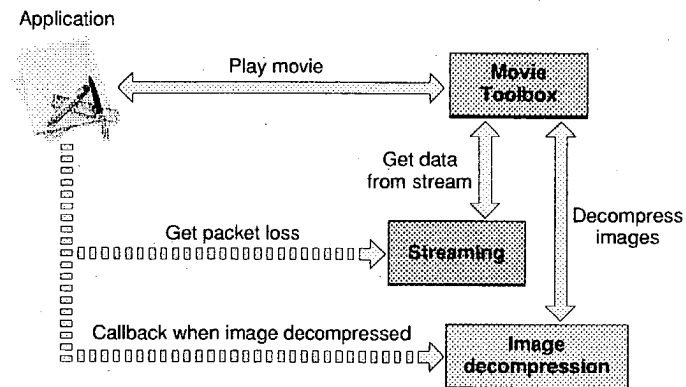 Application
Play movie
Movie
Toolbox
Get data
from stream
Decompress
images
Get packet loss
Streaming
Callback when image decompressed
Image
decompression